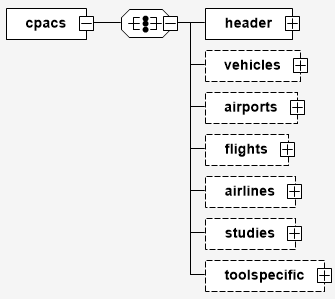 cpacs
header
vehicles
airports
flights
airlines
studies
toolspecific